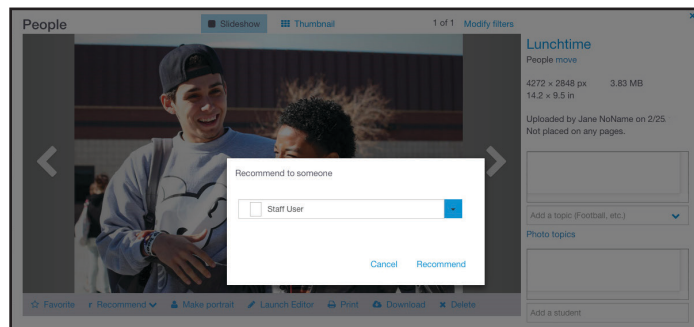 People
Slideshow
Thumbnail
1 of 1 Modify filters
Lunchtime
People move
4272 × 2848 px 3.83 MB
14.2 × 9.5 in
Uploaded by Jane NoName on 2/25
Not placed on any pages.
Recommend to someone
Staff User
Cancel Recommend
Add a topic (Football, etc.)
Photo topics
Favorite r Recommend Make portrait Launch Editor Print Download Delete
Add a student